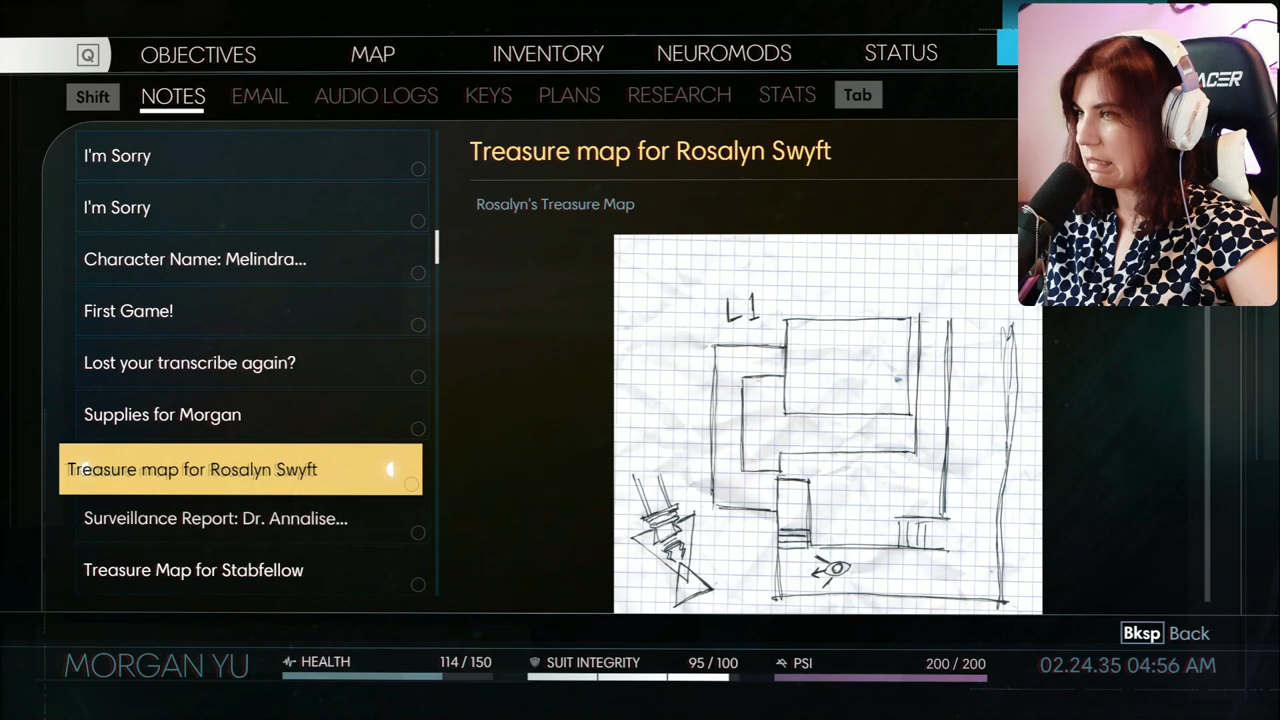 Q OBJECTIVES MAP INVENTORY NEUROMODS STATUS
Shift NOTES EMAIL AUDIO LOGS KEYS PLANS RESEARCH STATS Tab
I'm Sorry
I'm Sorry
Character Name: Melindra...
First Game!
Lost your transcribe again?
Supplies for Morgan
Treasure map for Rosalyn Swyft
Surveillance Report: Dr. Annalise...
Treasure Map for Stabfellow
Treasure map for Rosalyn Swyft
Rosalyn's Treasure Map
L1
ACER
Bksp Back
MORGAN YU HEALTH 114 / 150 SUIT INTEGRITY 95 / 100 PSI 200 / 200 02.24.35 04:56 AM